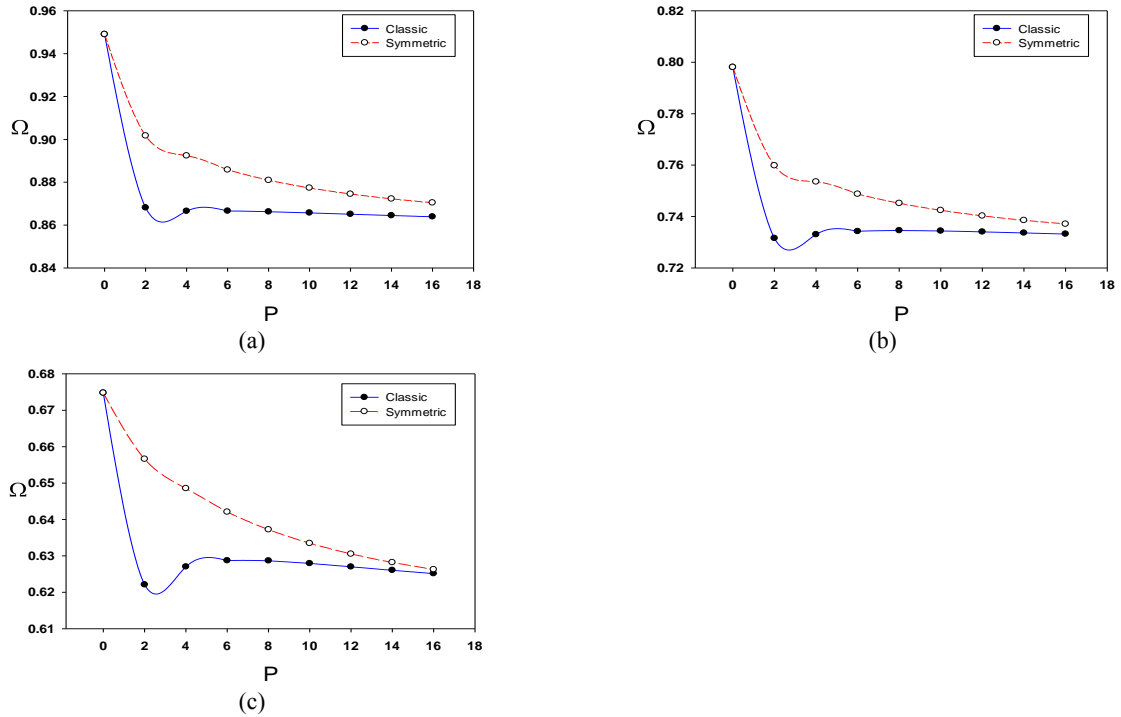 0.96
0.94
0.92
0.90
0.88
0.86
0.84
Ω
Classic
Symmetric
0 2 4 6 8 10 12 14 16 18
P
(a)
0.82
0.80
0.78
0.76
0.74
0.72
Ω
Classic
Symmetric
0 2 4 6 8 10 12 14 16 18
P
(b)
0.68
0.67
0.66
0.65
0.64
0.63
0.62
0.61
Ω
Classic
Symmetric
0 2 4 6 8 10 12 14 16 18
P
(c)